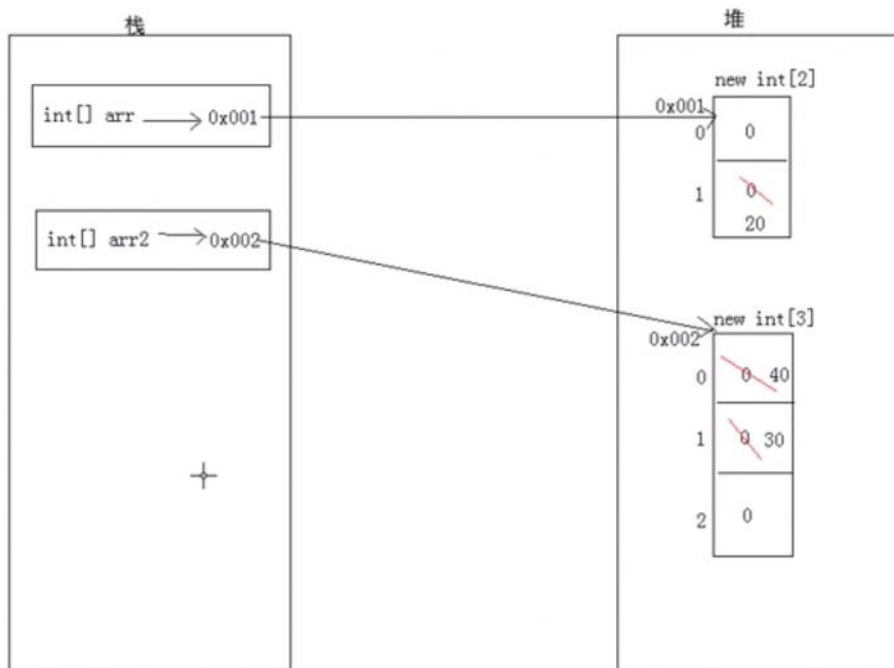 栈
堆
int[] arr
0x001
new int[2]
0x001
0
0
1
0
20
int[] arr2
0x002
new int[3]
0x002
0
0 40
1
0 30
2
0